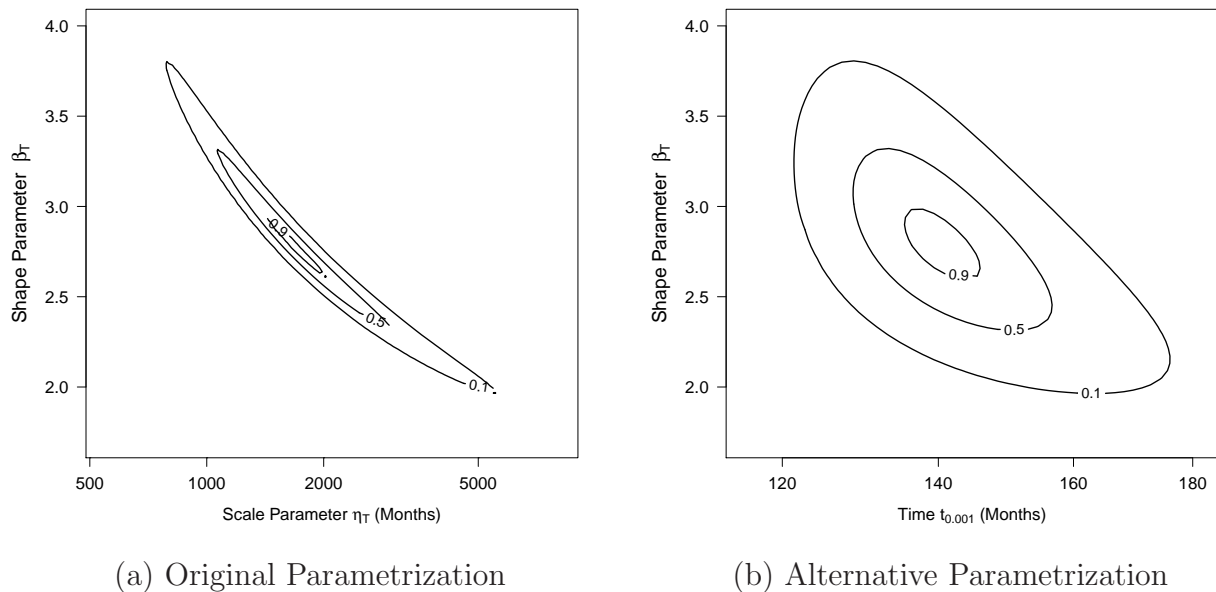 4.0
3.5
3.0
2.5
2.0
Shape Parameter β_T
0.9
0.5
0.1
500 1000 2000 5000
Scale Parameter η_T (Months)
(a) Original Parametrization
4.0
3.5
3.0
2.5
2.0
Shape Parameter β_T
0.9
0.5
0.1
120 140 160 180
Time t_0.001 (Months)
(b) Alternative Parametrization